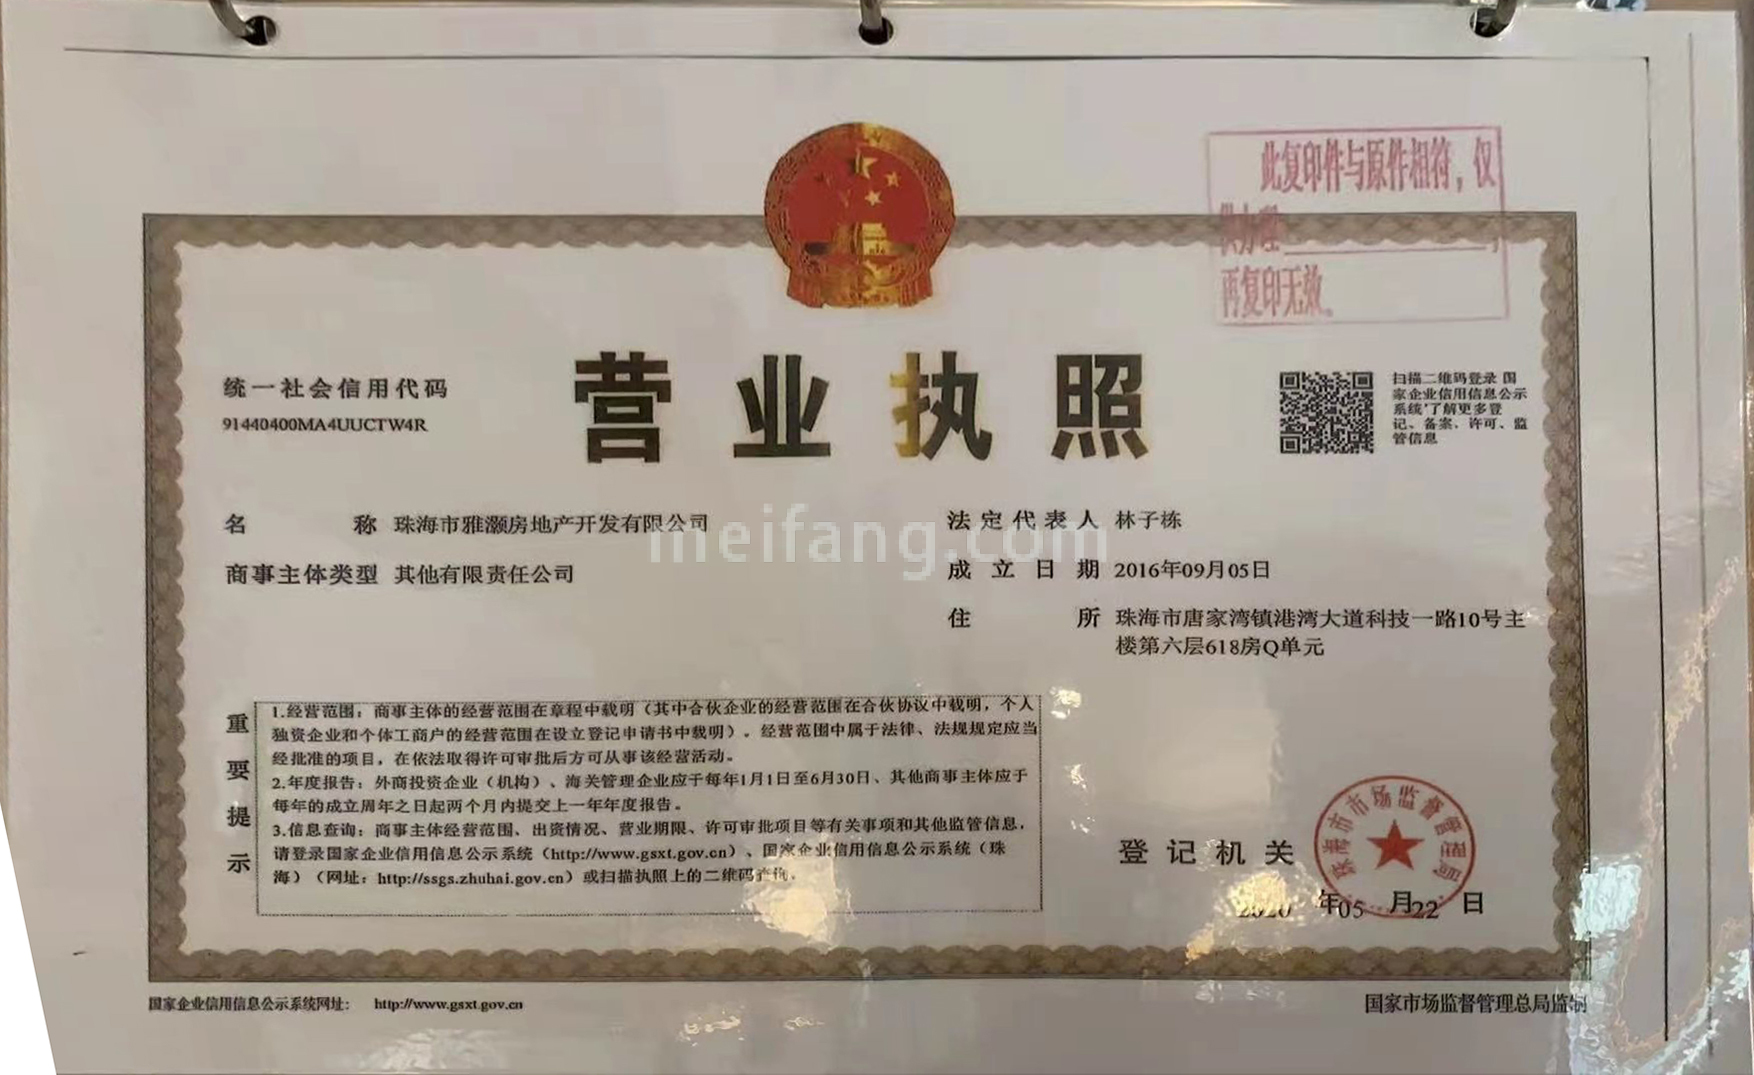 此复印件与原件相符，仅
供办理 ，
再复印无效。
营业执照
统一社会信用代码
91440400MA4UUCTW4R
扫描二维码登录 国
家企业信用信息公示
系统'了解更多登
记、备案、许可、监
管信息
名称 珠海市雅灏房地产开发有限公司
商事主体类型 其他有限责任公司
法定代表人 林子栋
成立日期 2016年09月05日
住所 珠海市唐家湾镇港湾大道科技一路10号主
楼第六层618房Q单元
meifang.com
重要提示
1.经营范围：商事主体的经营范围在章程中载明（其中合伙企业的经营范围在合伙协议中载明，个人
独资企业和个体工商户的经营范围在设立登记申请书中载明）。经营范围中属于法律、法规规定应当
经批准的项目，在依法取得许可审批后方可从事该经营活动。
2.年度报告：外商投资企业（机构）、海关管理企业应于每年1月1日至6月30日、其他商事主体应于
每年的成立周年之日起两个月内提交上一年年度报告。
3.信息查询：商事主体经营范围、出资情况、营业期限、许可审批项目等有关事项和其他监管信息，
请登录国家企业信用信息公示系统（http://www.gsxt.gov.cn）、国家企业信用信息公示系统（珠
海）（网址：http://ssgs.zhuhai.gov.cn）或扫描执照上的二维码查询。
登记机关
珠海市市场监督管理局
2020 年05 月22 日
国家企业信用信息公示系统网址： http://www.gsxt.gov.cn
国家市场监督管理总局监制